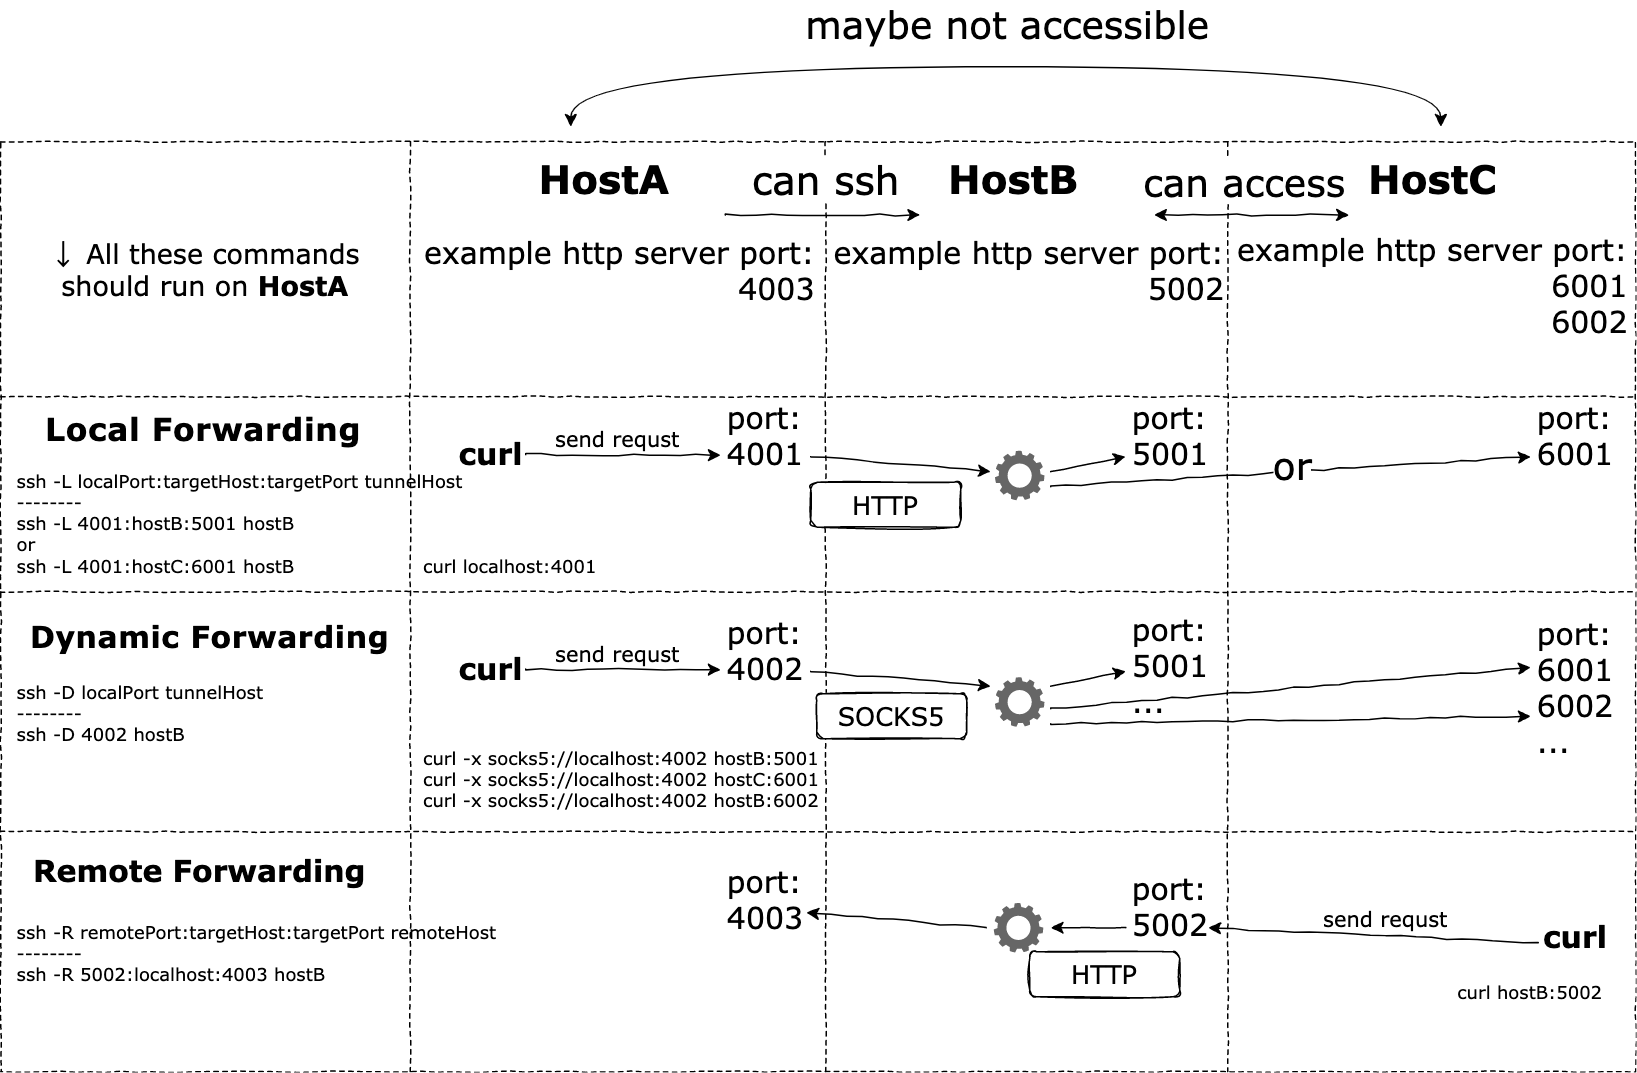 maybe not accessible
HostA
can ssh
HostB
can access
HostC
↓ All these commands
should run on HostA
example http server port:
4003
example http server port:
5002
example http server port:
6001
6002
Local Forwarding
ssh -L localPort:targetHost:targetPort tunnelHost
--------
ssh -L 4001:hostB:5001 hostB
or
ssh -L 4001:hostC:6001 hostB
curl
send requst
port:
4001
curl localhost:4001
HTTP
port:
5001
or
port:
6001
Dynamic Forwarding
ssh -D localPort tunnelHost
--------
ssh -D 4002 hostB
curl
send requst
port:
4002
curl -x socks5://localhost:4002 hostB:5001
curl -x socks5://localhost:4002 hostC:6001
curl -x socks5://localhost:4002 hostB:6002
SOCKS5
port:
5001
...
port:
6001
6002
...
Remote Forwarding
ssh -R remotePort:targetHost:targetPort remoteHost
--------
ssh -R 5002:localhost:4003 hostB
port:
4003
port:
5002
HTTP
send requst
curl
curl hostB:5002